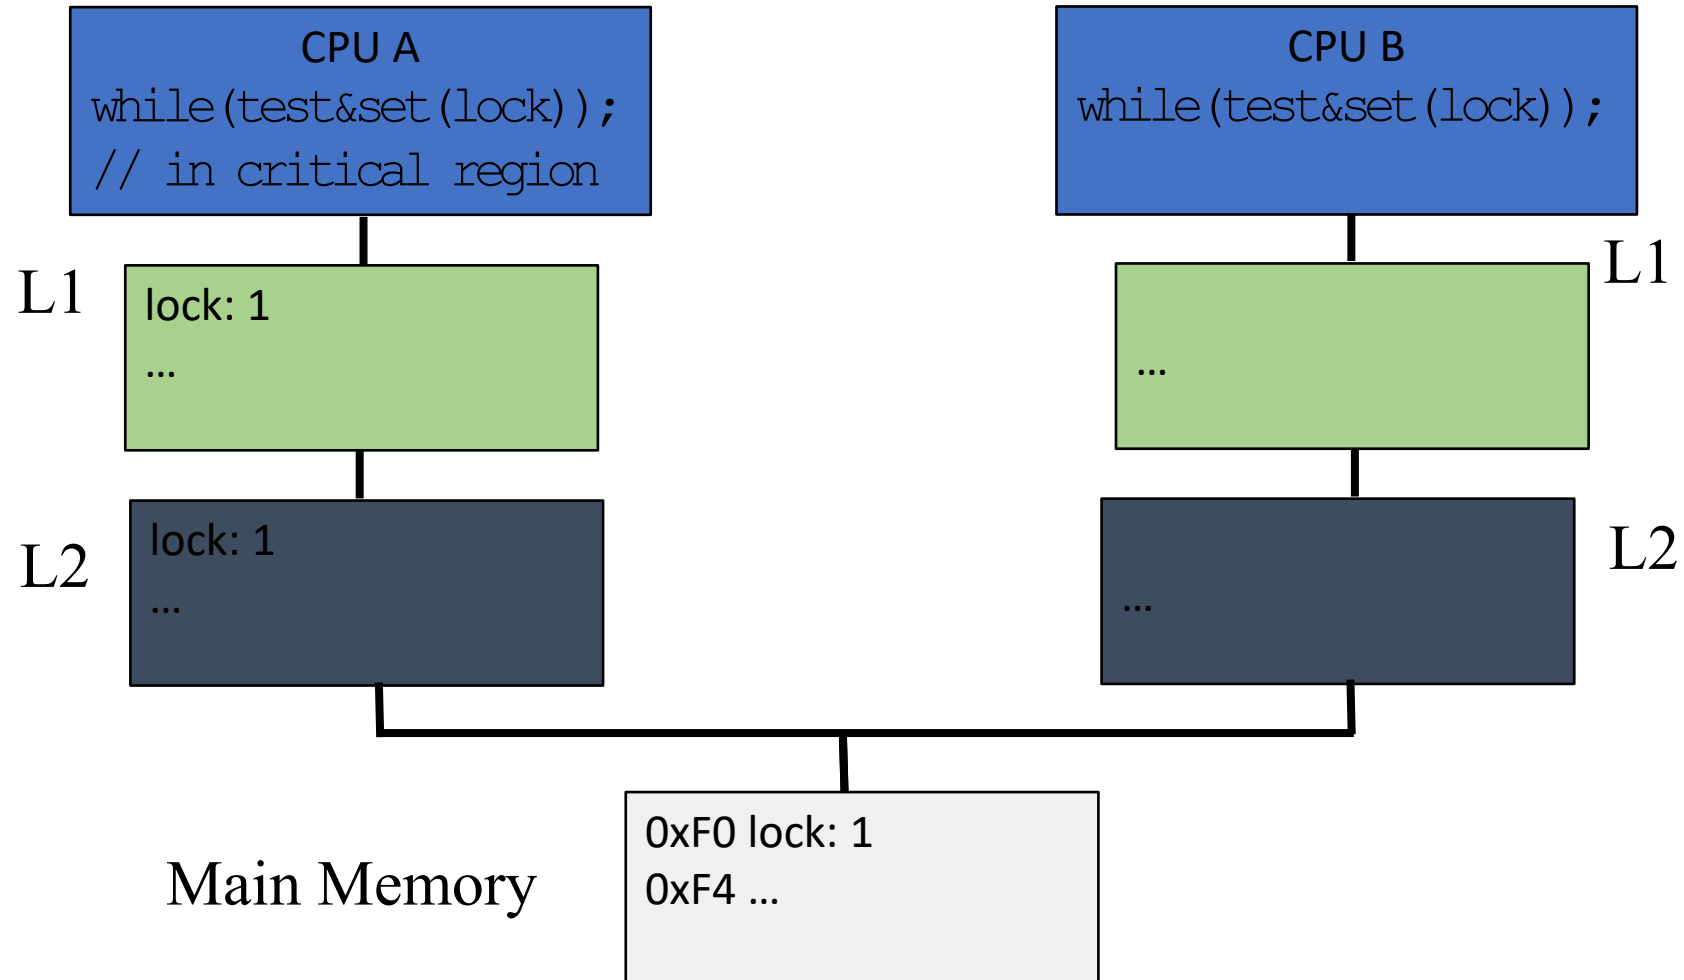 CPU A
while(test&set(lock));
// in critical region
CPU B
while(test&set(lock));
L1
lock: 1
...
L1
...
L2
lock: 1
...
L2
...
Main Memory
0xF0 lock: 1
0xF4 ...